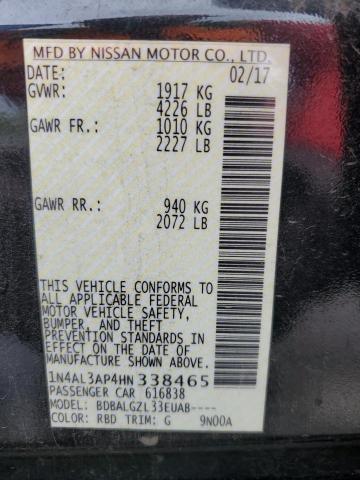 MFD BY NISSAN MOTOR CO., LTD.
DATE: 02/17
GVWR: 1917 KG
4226 LB
GAWR FR.: 1010 KG
2227 LB
GAWR RR.: 940 KG
2072 LB
THIS VEHICLE CONFORMS TO
ALL APPLICABLE FEDERAL
MOTOR VEHICLE SAFETY,
BUMPER, AND THEFT
PREVENTION STANDARDS IN
EFFECT ON THE DATE OF
MANUFACTURE SHOWN ABOVE.
1N4AL3AP4HN338465
PASSENGER CAR 616838
MODEL: BDBALGZL33EUAB----
COLOR: RBD TRIM: G 9N00A